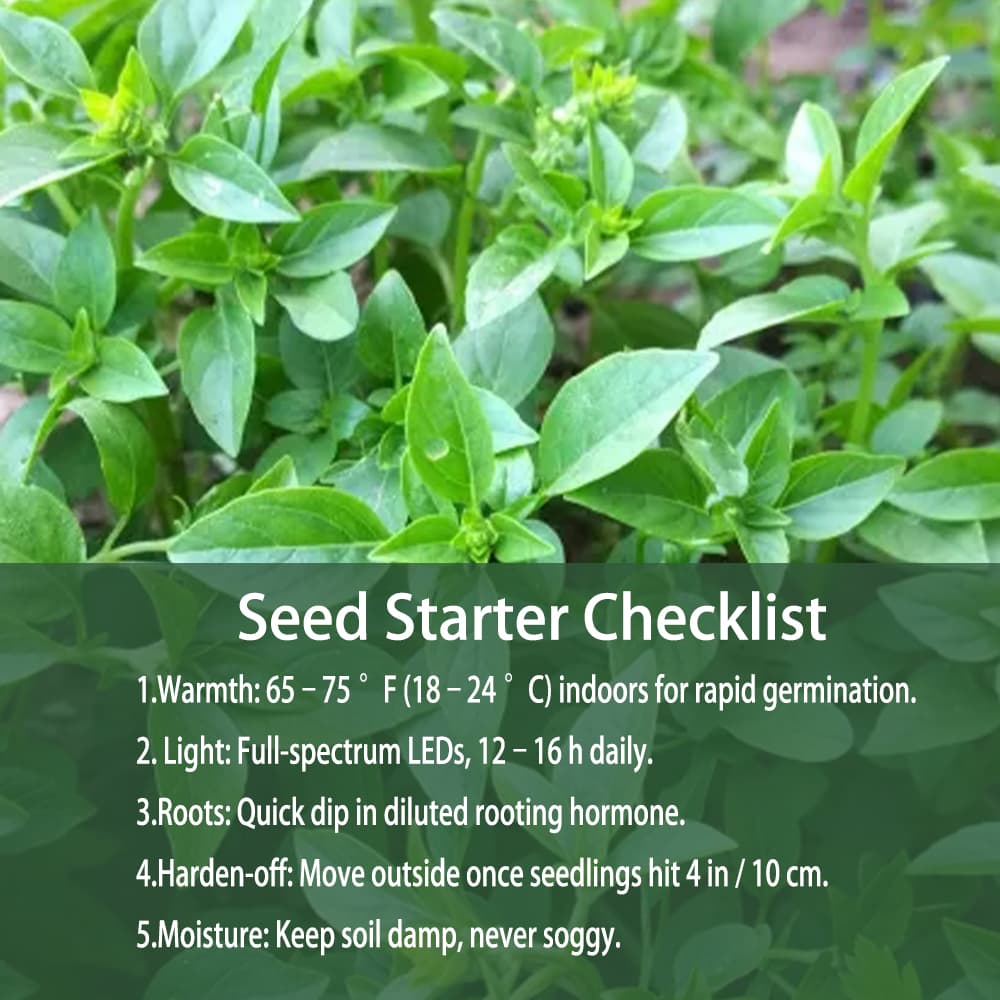 Seed Starter Checklist
1.Warmth: 65 – 75 ° F (18 – 24 ° C) indoors for rapid germination.
2. Light: Full-spectrum LEDs, 12 – 16 h daily.
3.Roots: Quick dip in diluted rooting hormone.
4.Harden-off: Move outside once seedlings hit 4 in / 10 cm.
5.Moisture: Keep soil damp, never soggy.